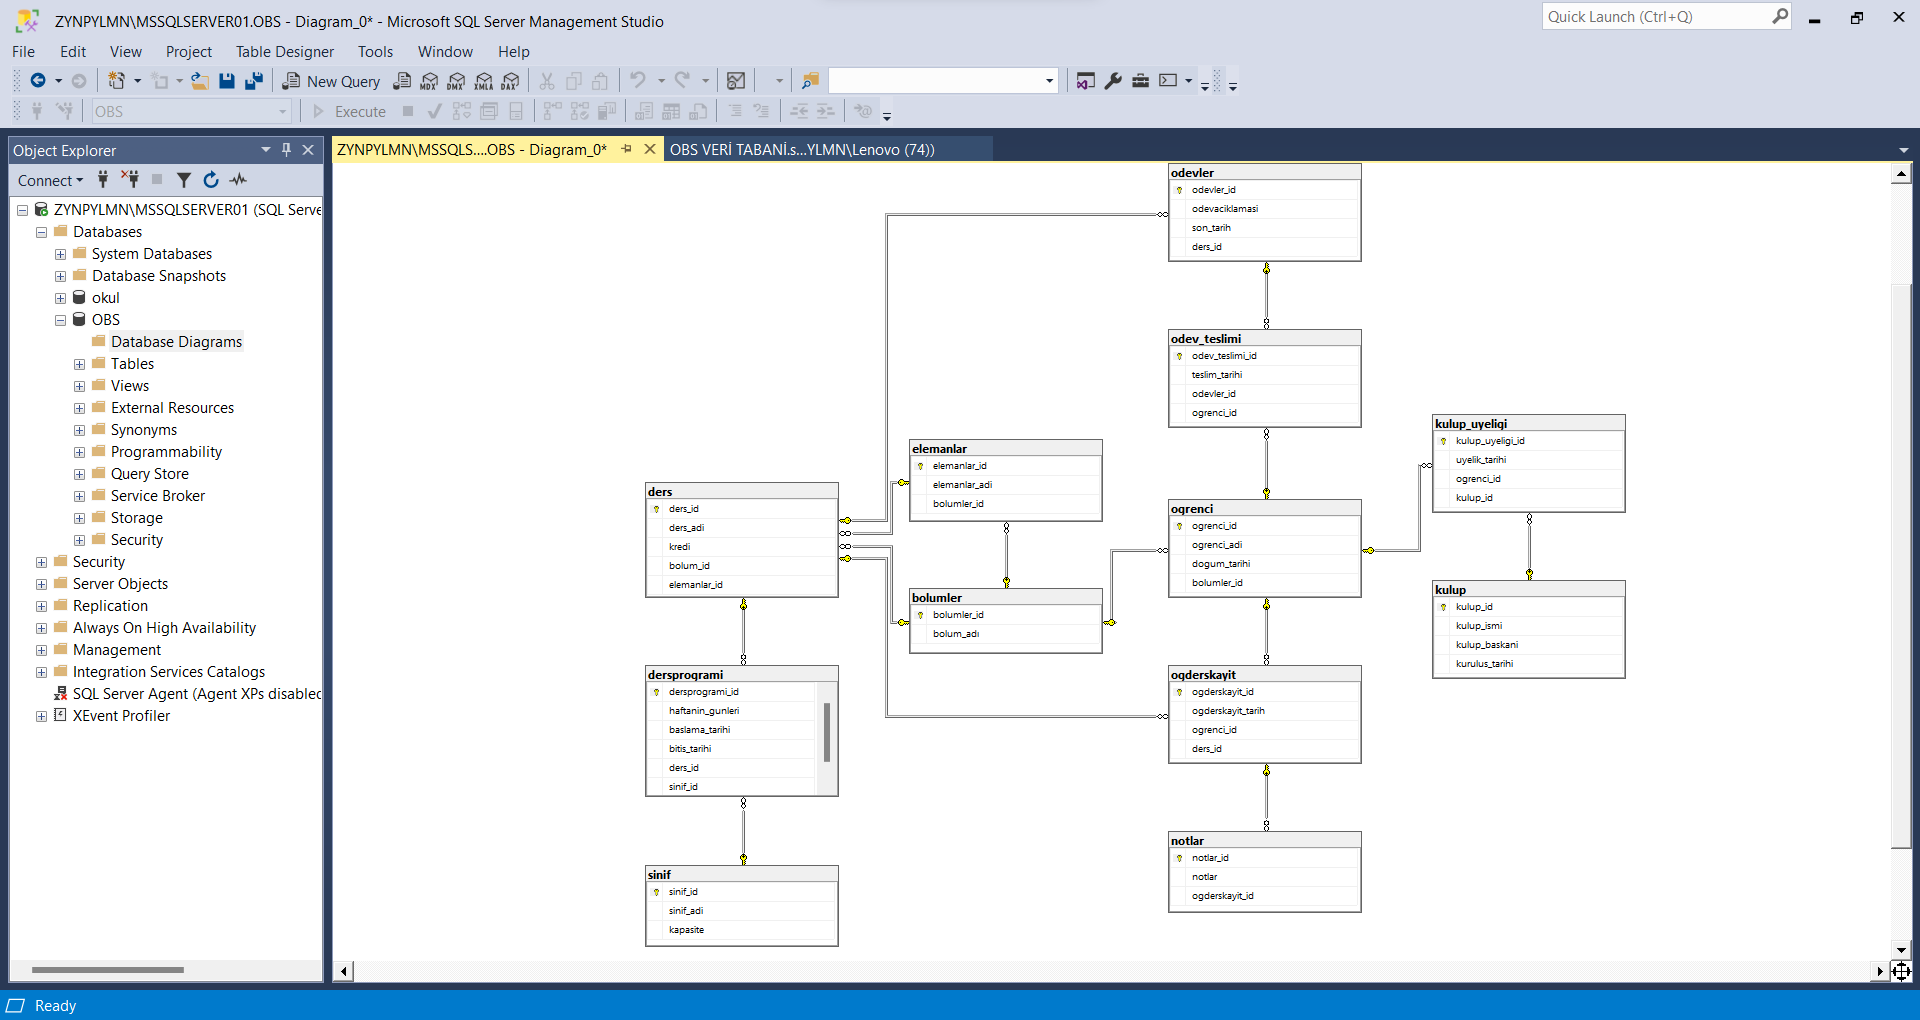 ZYNPYLMN\MSSQLSERVER01.OBS - Diagram_0* - Microsoft SQL Server Management Studio
Quick Launch (Ctrl+Q)
File Edit View Project Table Designer Tools Window Help
New Query
MDX DMX XMLA DAX
OBS
Execute
Object Explorer
Connect
ZYNPYLMN\MSSQLSERVER01 (SQL Serve
Databases
System Databases
Database Snapshots
okul
OBS
Database Diagrams
Tables
Views
External Resources
Synonyms
Programmability
Query Store
Service Broker
Storage
Security
Security
Server Objects
Replication
Always On High Availability
Management
Integration Services Catalogs
SQL Server Agent (Agent XPs disabled
XEvent Profiler
ZYNPYLMN\MSSQLS....OBS - Diagram_0*
OBS VERİ TABANİ.s...YLMN\Lenovo (74))
odevler
odevler_id
odevaciklamasi
son_tarih
ders_id
odev_teslimi
odev_teslimi_id
teslim_tarihi
odevler_id
ogrenci_id
kulup_uyeligi
kulup_uyeligi_id
uyelik_tarihi
ogrenci_id
kulup_id
elemanlar
elemanlar_id
elemanlar_adi
bolumler_id
ders
ders_id
ders_adi
kredi
bolum_id
elemanlar_id
ogrenci
ogrenci_id
ogrenci_adi
dogum_tarihi
bolumler_id
bolumler
bolumler_id
bolum_adı
kulup
kulup_id
kulup_ismi
kulup_baskani
kurulus_tarihi
dersprogrami
dersprogrami_id
haftanin_gunleri
baslama_tarihi
bitis_tarihi
ders_id
sinif_id
ogderskayit
ogderskayit_id
ogderskayit_tarih
ogrenci_id
ders_id
notlar
notlar_id
notlar
ogderskayit_id
sinif
sinif_id
sinif_adi
kapasite
Ready